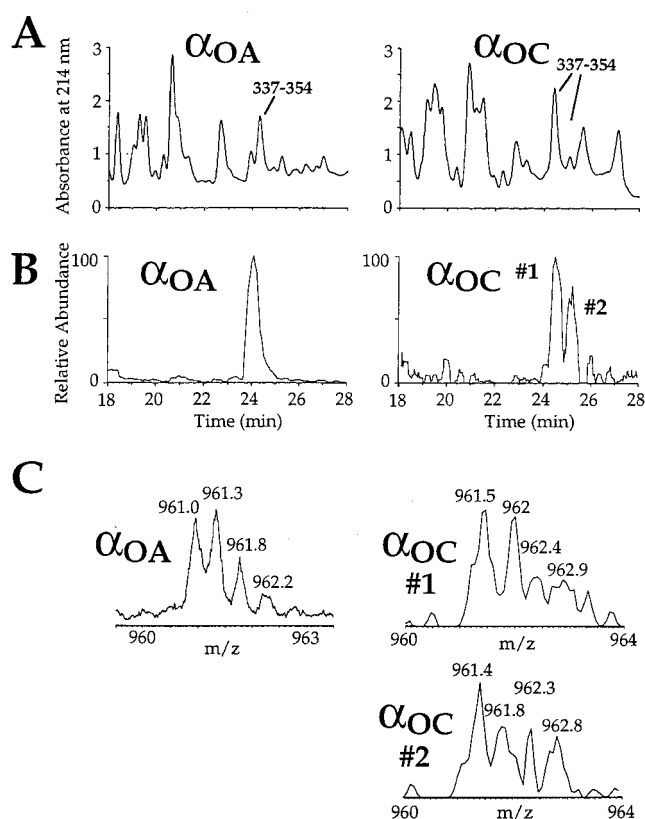 A
Absorbance at 214 nm
3
2
1
0
αOA
337-354
3
2
1
0
αOC
337-354
B
Relative Abundance
100
0
αOA
18 20 22 24 26 28
Time (min)
100
0
αOC
#1
#2
18 20 22 24 26 28
Time (min)
C
αOA
961.0
961.3
961.8
962.2
960 963
m/z
αOC
#1
961.5
962
962.4
962.9
960 964
m/z
αOC
#2
961.4
961.8
962.3
962.8
960 964
m/z